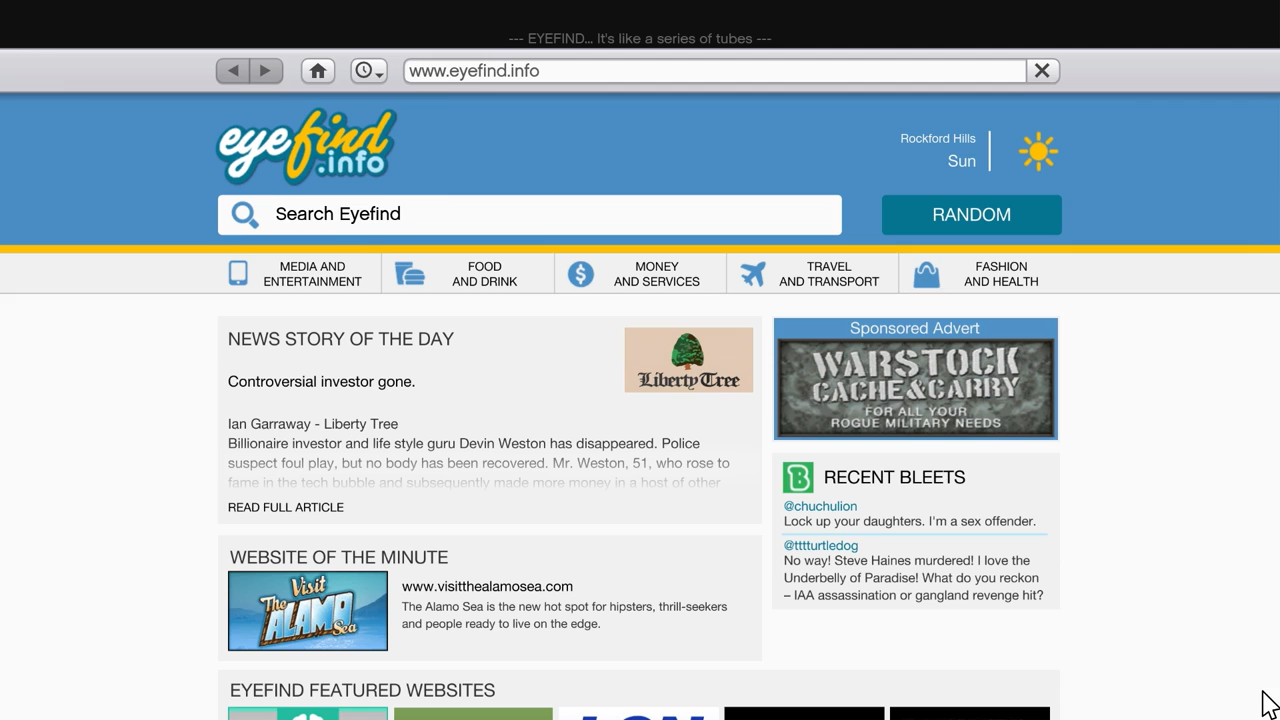 --- EYEFIND... It's like a series of tubes ---
www.eyefind.info
eyefind
.info
Rockford Hills
Sun
Search Eyefind
RANDOM
MEDIA AND
ENTERTAINMENT
FOOD
AND DRINK
MONEY
AND SERVICES
TRAVEL
AND TRANSPORT
FASHION
AND HEALTH
NEWS STORY OF THE DAY
Liberty Tree
Controversial investor gone.
Ian Garraway - Liberty Tree
Billionaire investor and life style guru Devin Weston has disappeared. Police
suspect foul play, but no body has been recovered. Mr. Weston, 51, who rose to
fame in the tech bubble and subsequently made more money in a host of other
READ FULL ARTICLE
Sponsored Advert
WARSTOCK
CACHE&CARRY
FOR ALL YOUR
ROGUE MILITARY NEEDS
RECENT BLEETS
@chuchulion
Lock up your daughters. I'm a sex offender.
@tttturtledog
No way! Steve Haines murdered! I love the
Underbelly of Paradise! What do you reckon
– IAA assassination or gangland revenge hit?
WEBSITE OF THE MINUTE
Visit
The ALAMO
Sea
www.visitthealamosea.com
The Alamo Sea is the new hot spot for hipsters, thrill-seekers
and people ready to live on the edge.
EYEFIND FEATURED WEBSITES